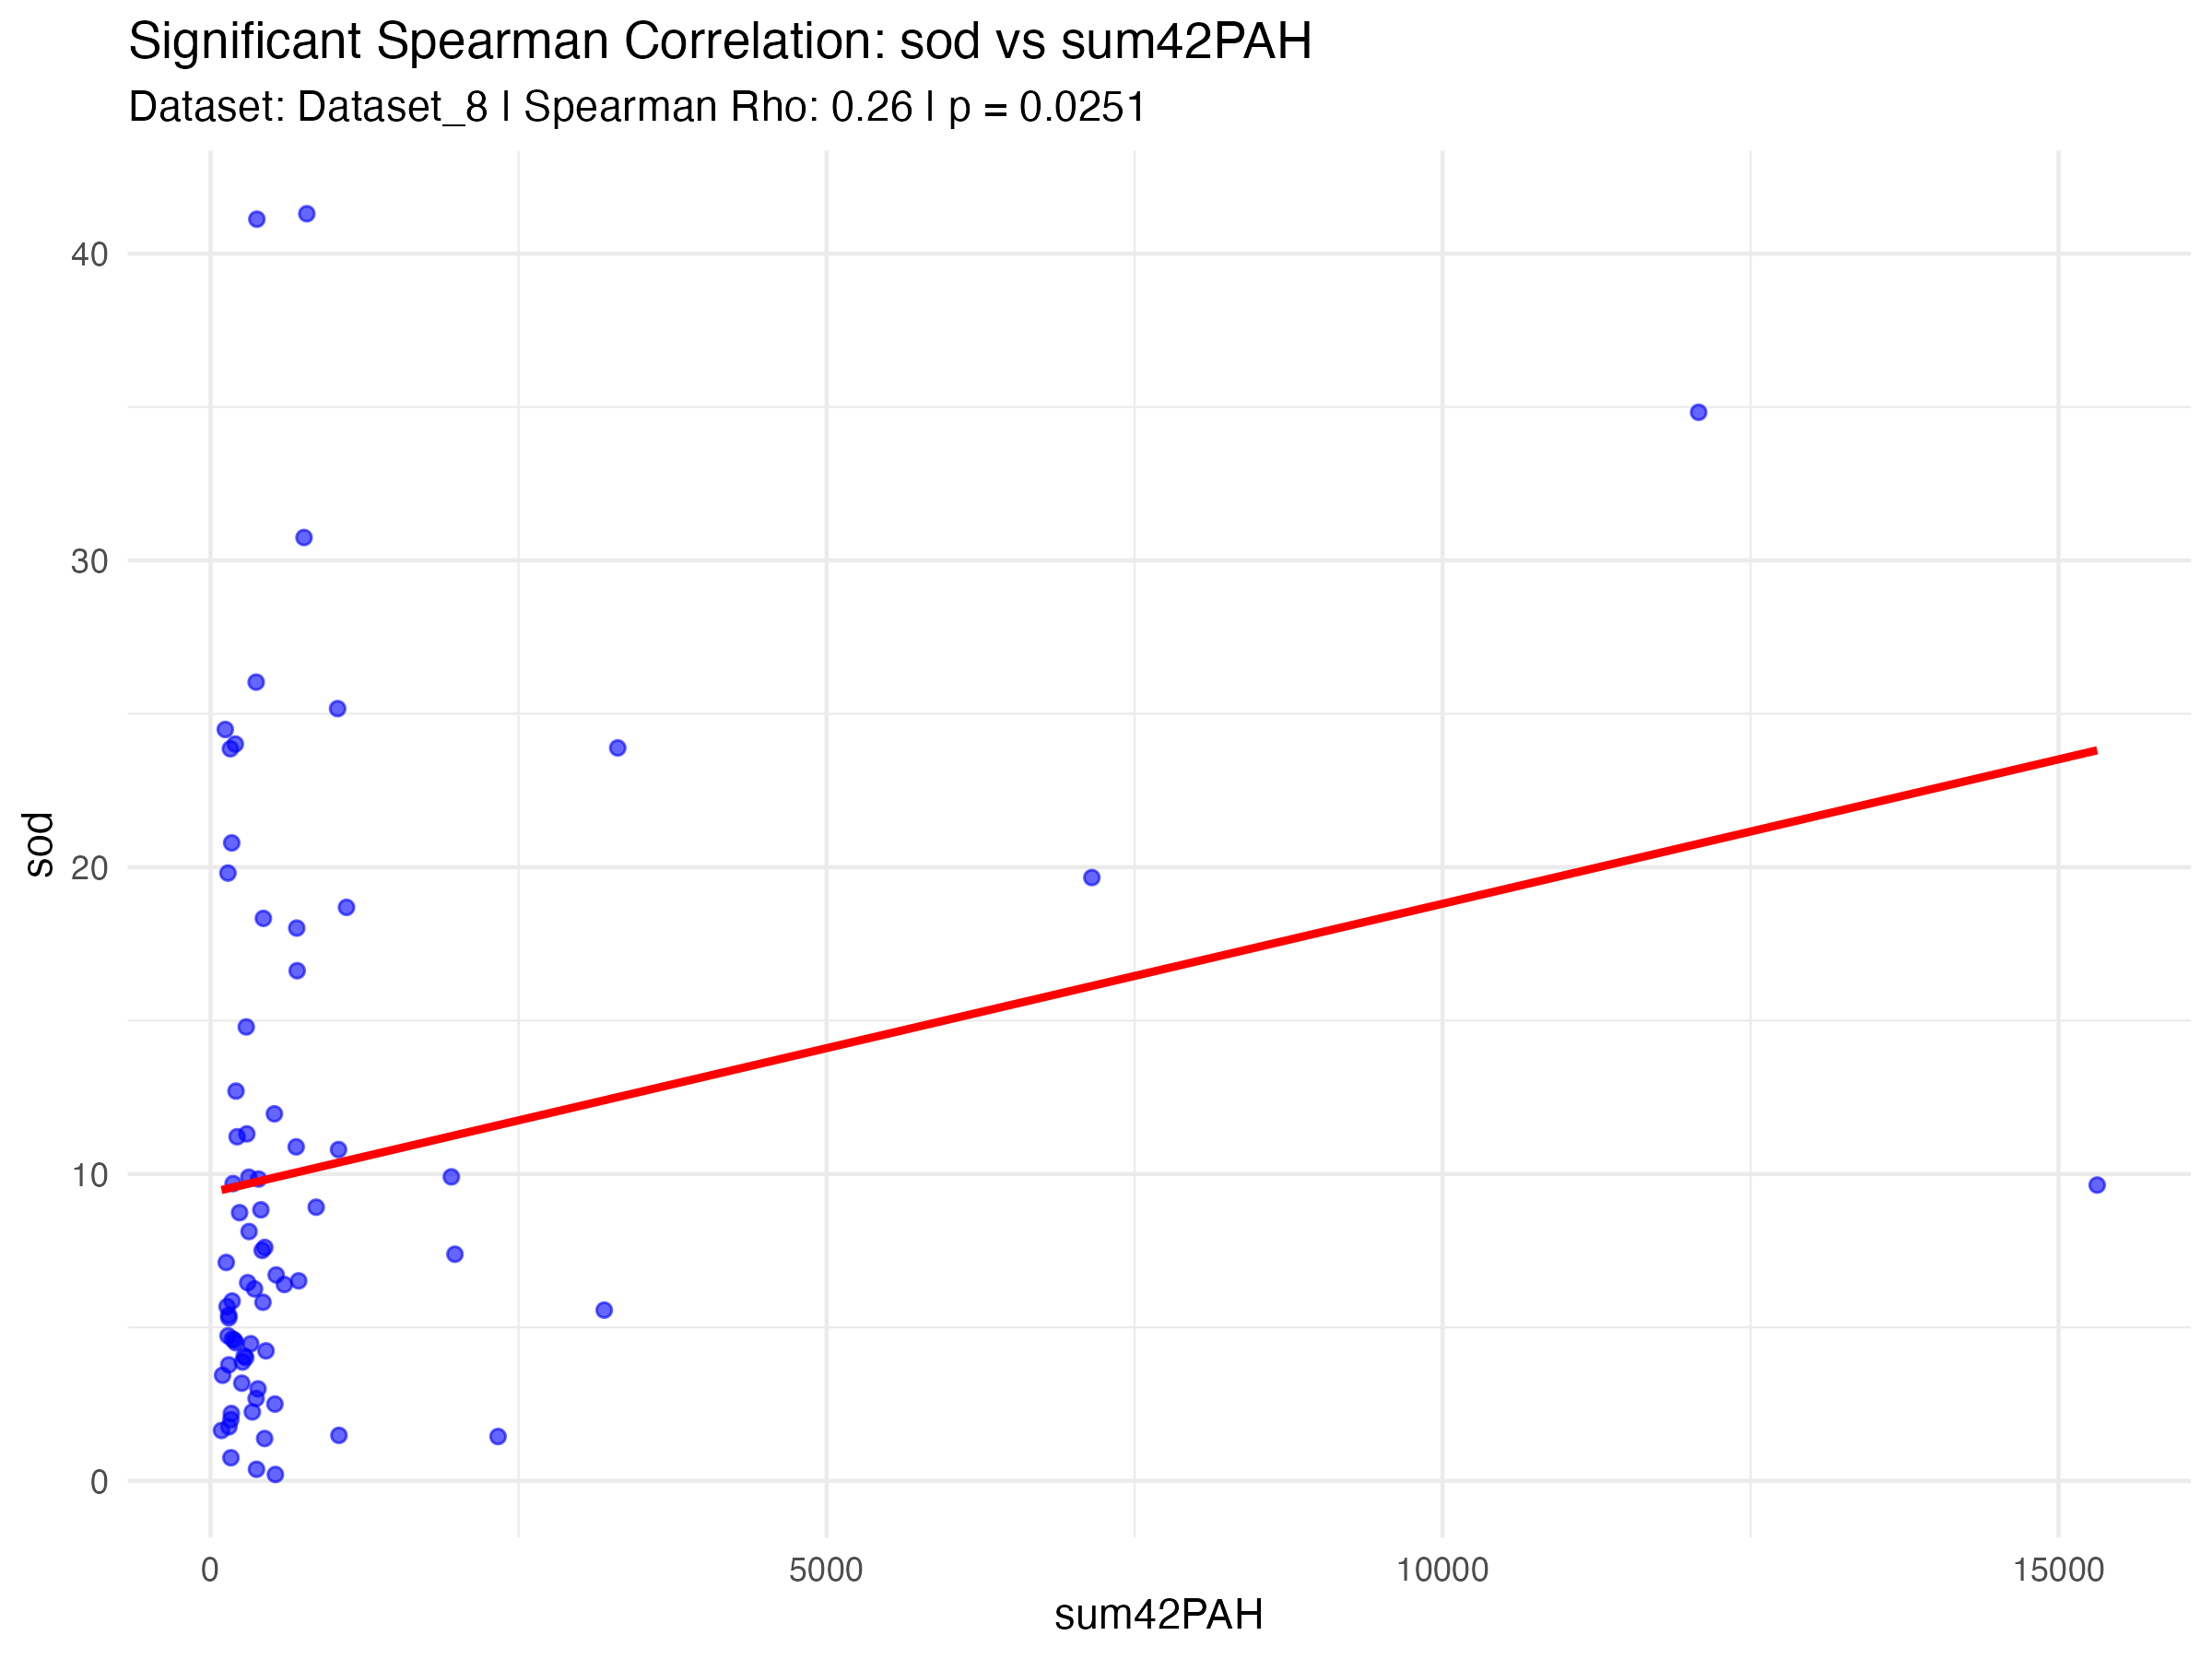 Significant Spearman Correlation: sod vs sum42PAH
Dataset: Dataset_8 | Spearman Rho: 0.26 | p = 0.0251
40
30
20
10
0
sod
0 5000 10000 15000
sum42PAH